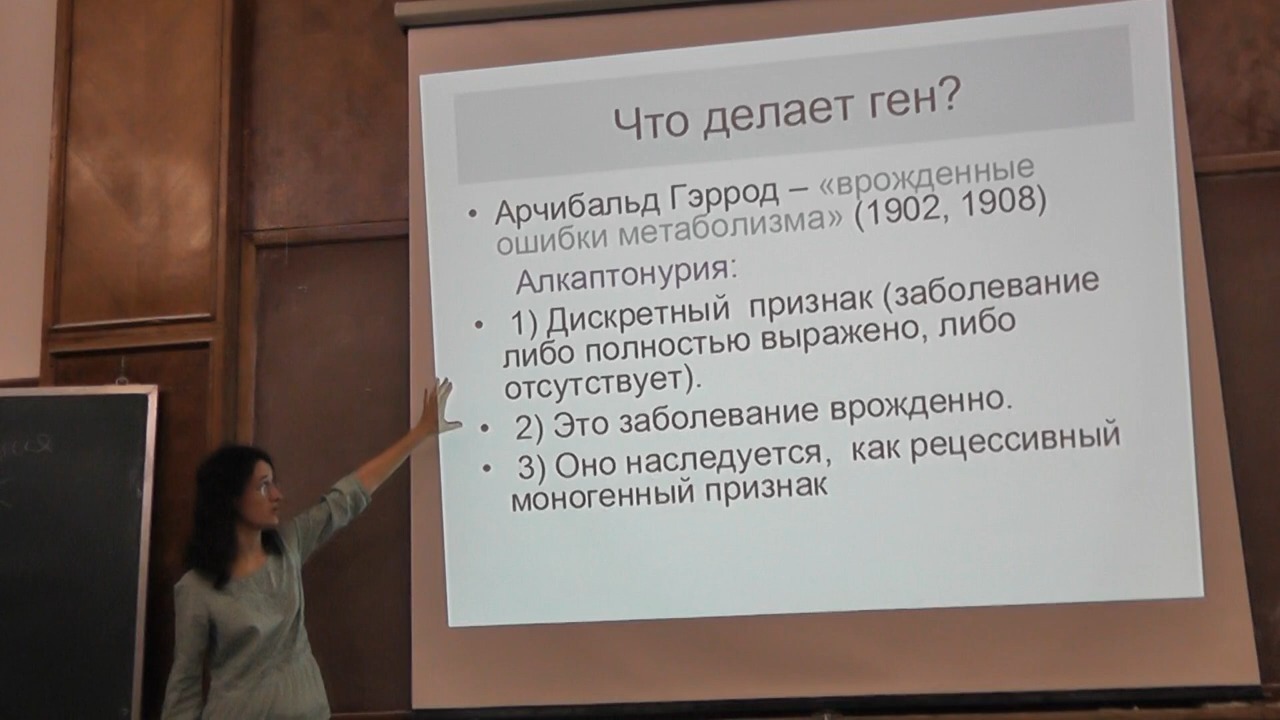 Что делает ген?
• Арчибальд Гэррод – «врожденные
ошибки метаболизма» (1902, 1908)
Алкаптонурия:
• 1) Дискретный признак (заболевание
либо полностью выражено, либо
отсутствует).
• 2) Это заболевание врожденно.
• 3) Оно наследуется, как рецессивный
моногенный признак